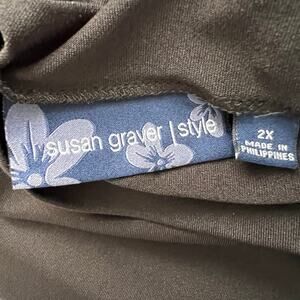 susan graver | style
2X
MADE IN
PHILIPPINES